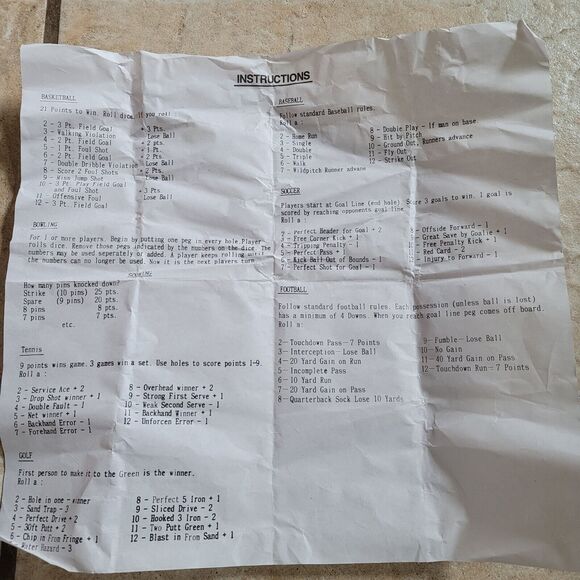 INSTRUCTIONS
BASKETBALL
21 Points to Win. Roll dice. If you roll:
2 - 3 Pt. Field Goal + 3 Pts.
3 - Walking Violation Lose Ball
4 - 2 Pt. Field Goal + 2 pts.
5 - 1 Pt. Foul Shot + 1 pts.
6 - 2 Pt. Field Goal + 2 pts.
7 - Double Dribble Violation Lose Ball
8 - Score 2 Foul Shots + 2 pts.
9 - Miss Jump Shot Lose Ball
10 - 3 Pt. Play Field Goal
and Foul Shot + 3 Pts.
11 - Offensive Foul Lose Ball
12 - 3 Pt. Field Goal
BOWLING
For 1 or more players. Begin by putting one peg in every hole. Player
rolls dice. Remove those pegs indicated by the numbers on the dice. The
numbers may be used seperately or added. A player keeps rolling until
the numbers can no longer be used. Now it is the next players turn
SCORING
How many pins knocked down?
Strike (10 pins) 25 pts.
Spare (9 pins) 20 pts.
8 pins 8 pts.
7 pins 7 pts.
etc.
Tennis
9 points wins game. 3 games win a set. Use holes to score points 1-9.
Roll a :
2 - Service Ace + 2
3 - Drop Shot winner + 1
4 - Double Fault - 1
5 - Net winner + 1
6 - Backhand Error - 1
7 - Forehand Error - 1
8 - Overhead winner + 2
9 - Strong First Serve + 1
10 - Weak Second Serve - 1
11 - Backhand Winner + 1
12 - Unforcen Error - 1
GOLF
First person to make it to the Green is the winner.
Roll a :
2 - Hole in one - winner
3 - Sand Trap - 3
4 - Perfect Drive + 2
5 - 50ft Putt + 2
6 - Chip in From Fringe + 1
Water Hazard - 3
8 - Perfect 5 Iron + 1
9 - Sliced Drive - 2
10 - Hooked 3 Iron - 2
11 - Two Putt Green + 1
12 - Blast in From Sand + 1
BASEBALL
Follow standard Baseball rules.
Roll a :
2 - Home Run
3 - Single
4 - Double
5 - Triple
6 - Walk
7 - Wildpitch Runner advance
8 - Double Play - If man on base.
9 - Hit by Pitch
10 - Ground Out, Runners advance
11 - Fly Out
12 - Strike Out
SOCCER
Players start at Goal Line (end hole) Score 3 goals to win. 1 goal is
scored by reaching opponents goal line.
Roll a :
Perfect Header for Goal + 2
Free Corner Kick + 1
Tripping Penalty - 1
5 - Perfect Pass + 1
6 - Kick Ball Out of Bounds - 1
7 - Perfect Shot for Goal - 1
Offside Forward - 1
Great Save by Goalie + 1
10 - Free Penalty Kick + 1
Red Card - 2
Injury to Forward - 1
FOOTBALL
Follow standard football rules. Each possession (unless ball is lost)
has a minimum of 4 Downs. When you reach goal line peg comes off board.
Roll a :
2- Touchdown Pass- 7 Points
3- Interception- Lose Ball
4- 20 Yard Gain on Pass
5- Incomplete Pass
6- 10 Yard Run
7- 20 Yard Gain on Pass
8- Quarterback Sock Lose 10 Yards
9- Fumble- Lose Ball
10- No Gain
11- 40 Yard Gain on Pass
12- Touchdown Run= 7 Points